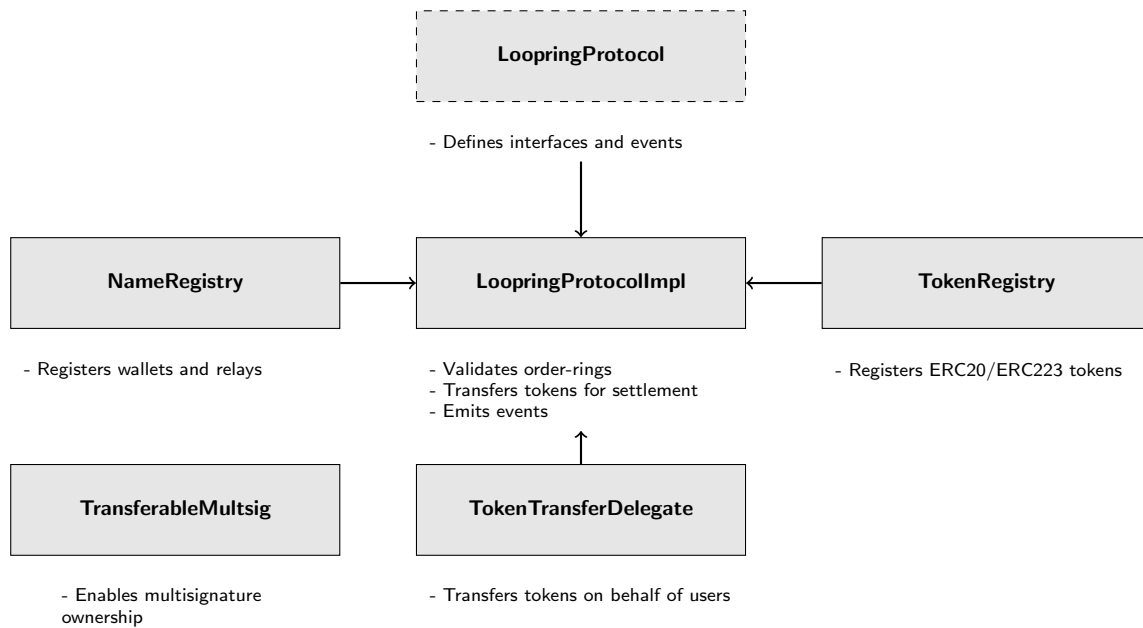 LoopringProtocol
- Defines interfaces and events
NameRegistry
LoopringProtocolImpl
TokenRegistry
- Registers wallets and relays
- Validates order-rings
- Transfers tokens for settlement
- Emits events
- Registers ERC20/ERC223 tokens
TransferableMultsig
TokenTransferDelegate
- Enables multisignature
ownership
- Transfers tokens on behalf of users